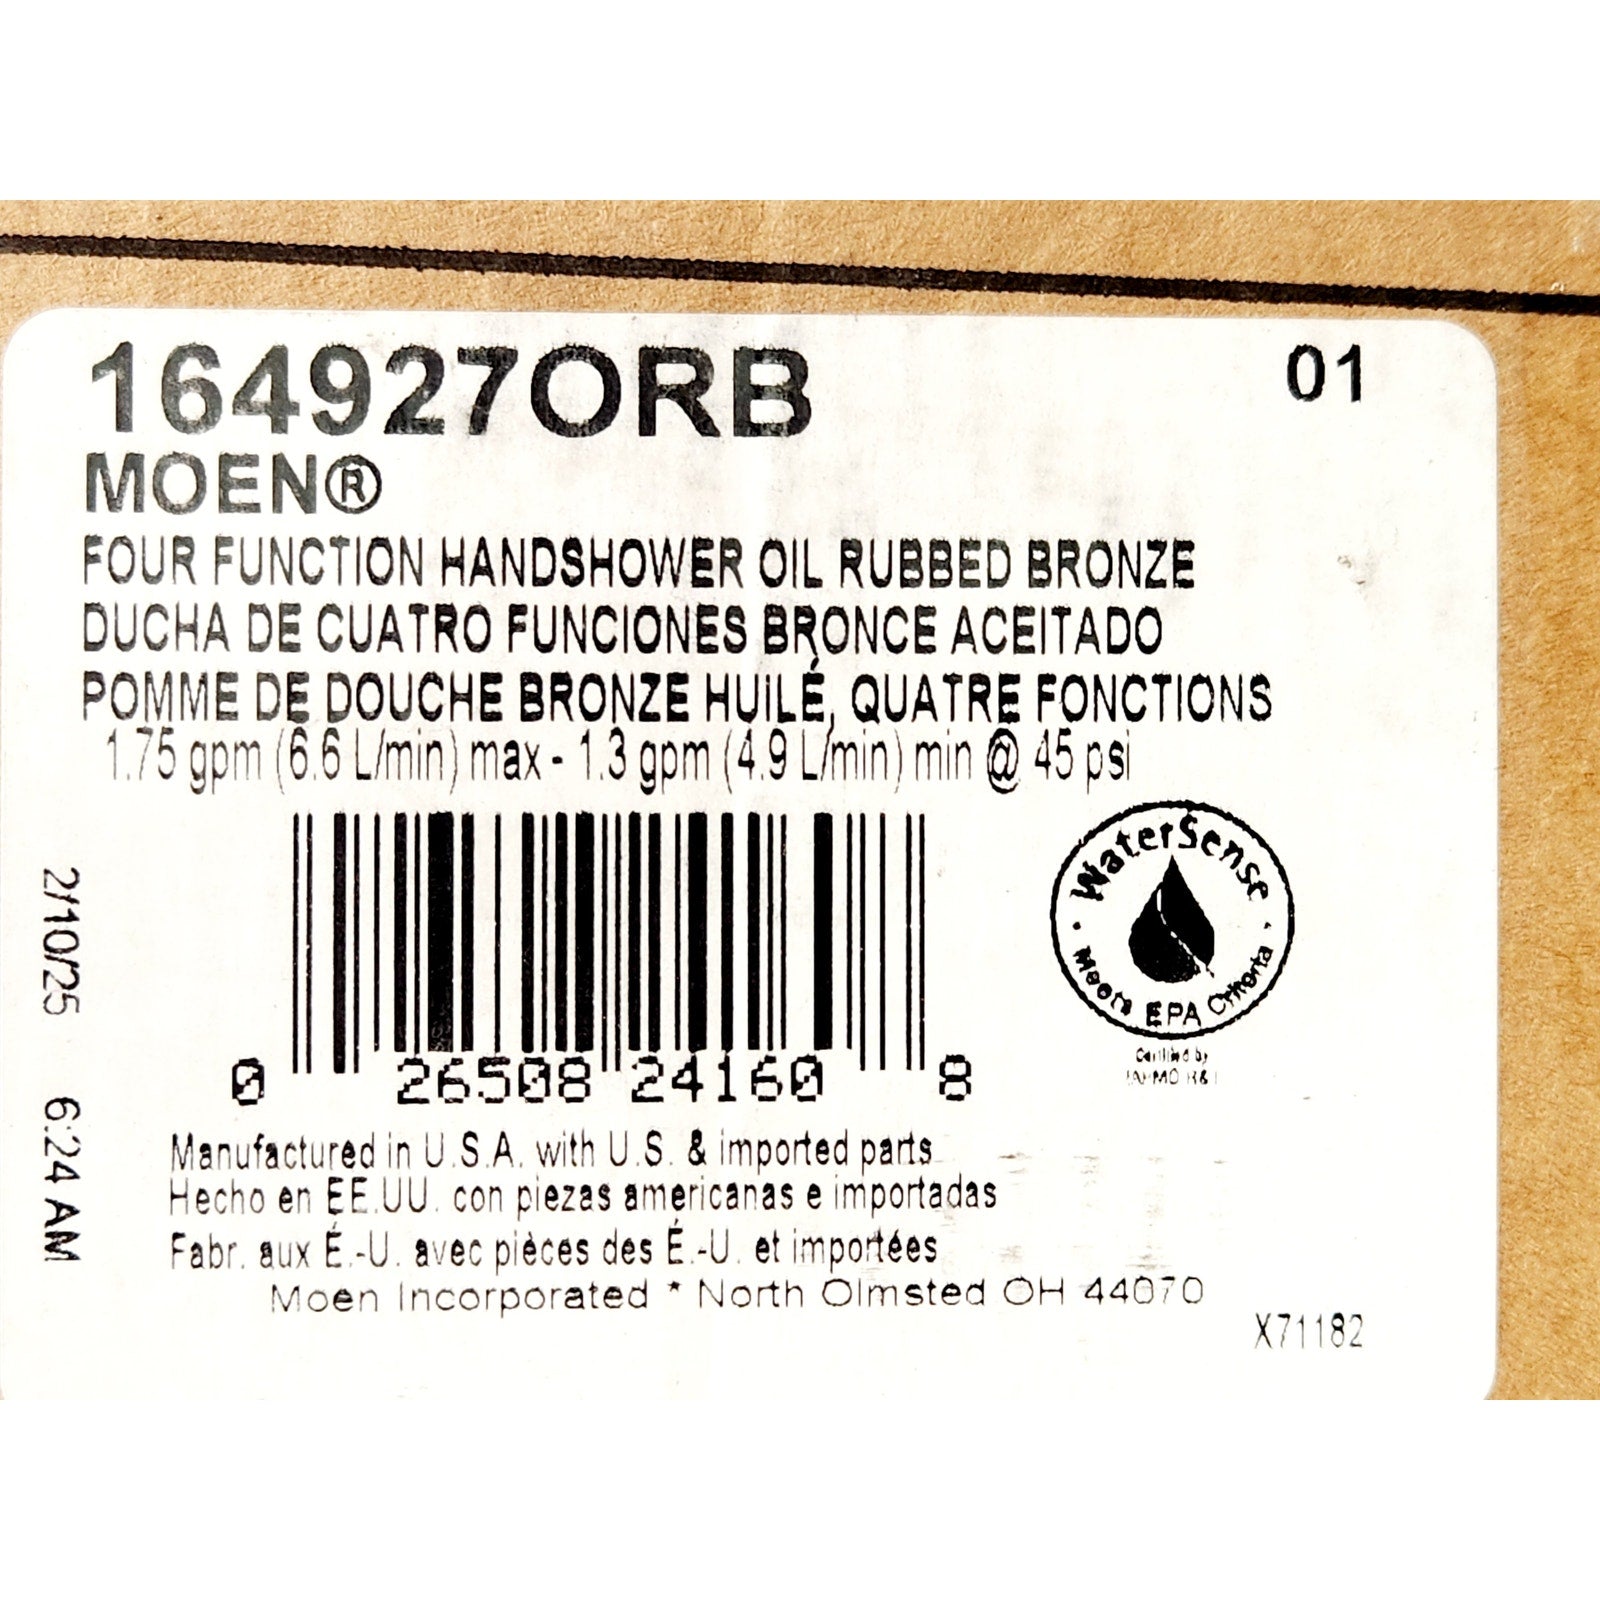 164927ORB
01
MOEN®
FOUR FUNCTION HANDSHOWER OIL RUBBED BRONZE
DUCHA DE CUATRO FUNCIONES BRONCE ACEITADO
POMME DE DOUCHE BRONZE HUILÉ, QUATRE FONCTIONS
1.75 gpm (6.6 L/min) max - 1.3 gpm (4.9 L/min) min @ 45 psi
WaterSense
Meets EPA Criteria
Certified by
IAPMO R&T
0 26508 24160 8
2/10/25 6:24 AM
Manufactured in U.S.A. with U.S. & imported parts
Hecho en EE.UU. con piezas americanas e importadas
Fabr. aux É.-U. avec pièces des É.-U. et importées
Moen Incorporated * North Olmsted OH 44070
X71182